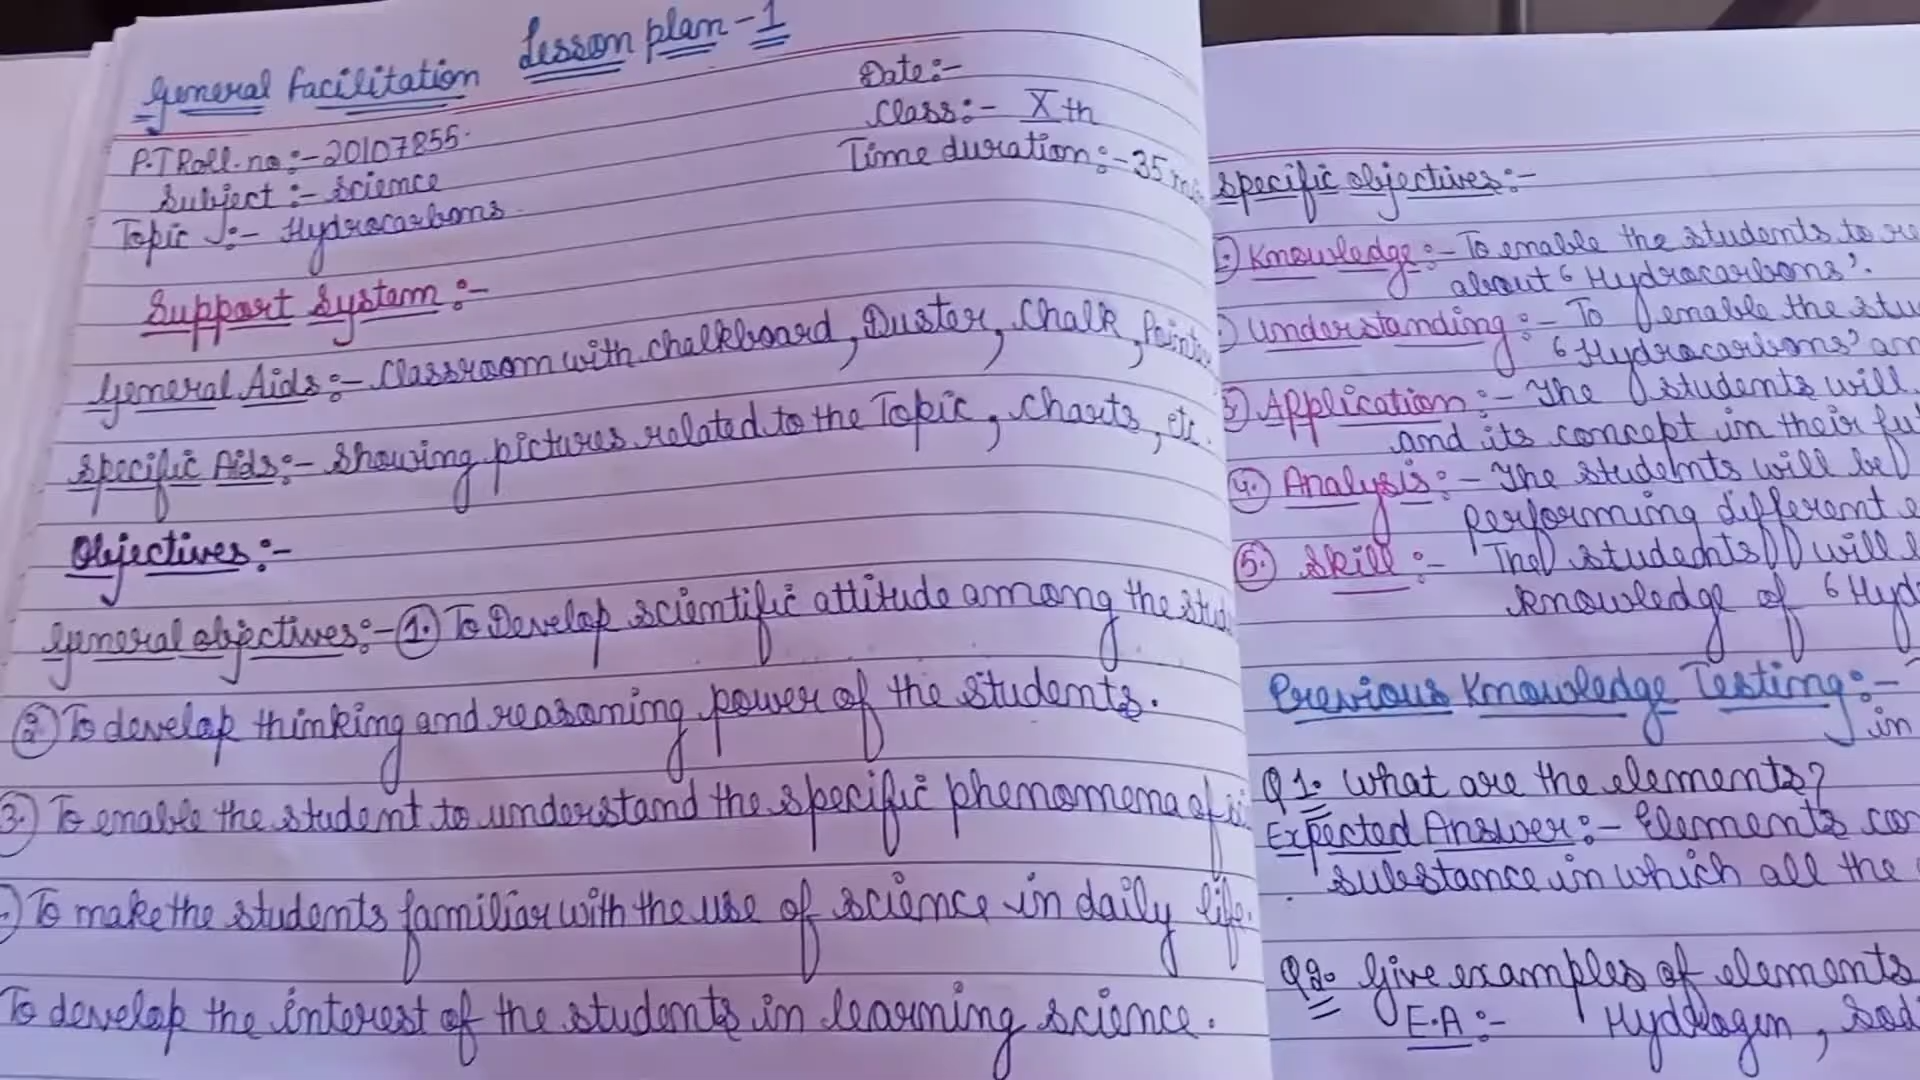 Lesson plan-1
General facilitation
Date:-
P.T Roll.no:- 20107855.
Class:- Xth
Subject:- Science
Time duration:- 35
Topic:- Hydrocarbons.
Support System:-
General Aids:- Classroom with chalkboard, Duster, Chalk,
Specific Aids:- Showing pictures related to the Topic, charts, etc.
Objectives:-
General objectives:- 1. To Develop scientific attitude among the
2. To develop thinking and reasoning power of the students.
3. To enable the student to understand the specific phenomena of
To make the students familiar with the use of science in daily life.
To develop the interest of the students in learning science.
Specific objectives:-
Knowledge:- To enable the students to
about 'Hydrocarbons'.
Understanding:- To enable the
'Hydrocarbons'
3) Application:- The students will
and its concept in their
4. Analysis:- The students will be
performing different
5. Skill:- The students will
knowledge of
Previous Knowledge Testing:-
in
Q1. What are the elements?
Expected Answer:- Elements
substance in which all the
Q2. Give examples of elements
E.A:- Hydrogen,